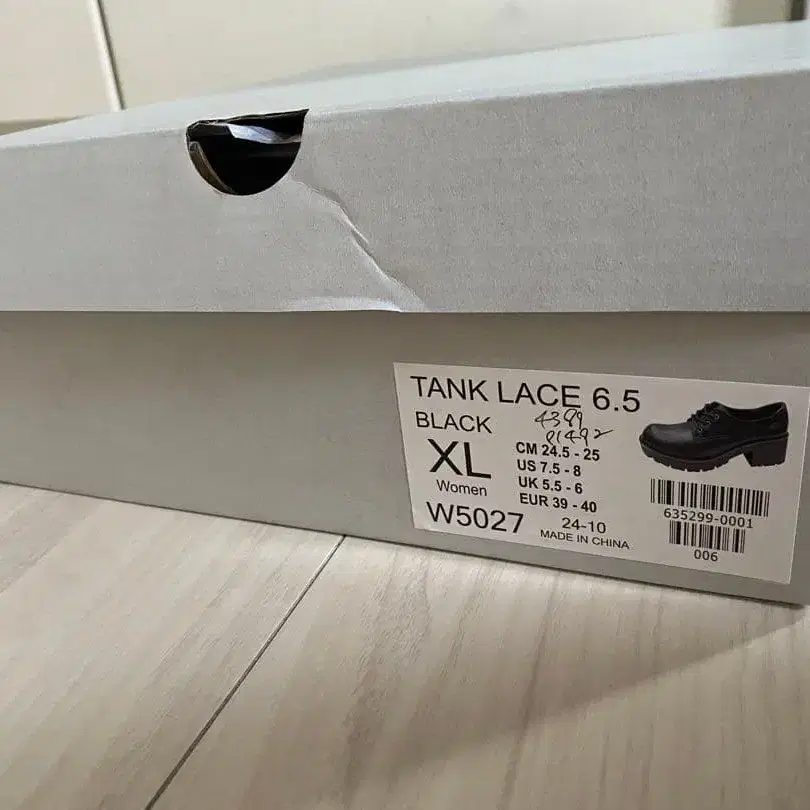 TANK LACE 6.5
BLACK
4399
XL
Women
W5027
CM 24.5 - 25
US 7.5 - 8
UK 5.5 - 6
EUR 39 - 40
24-10
MADE IN CHINA
635299-0001
006